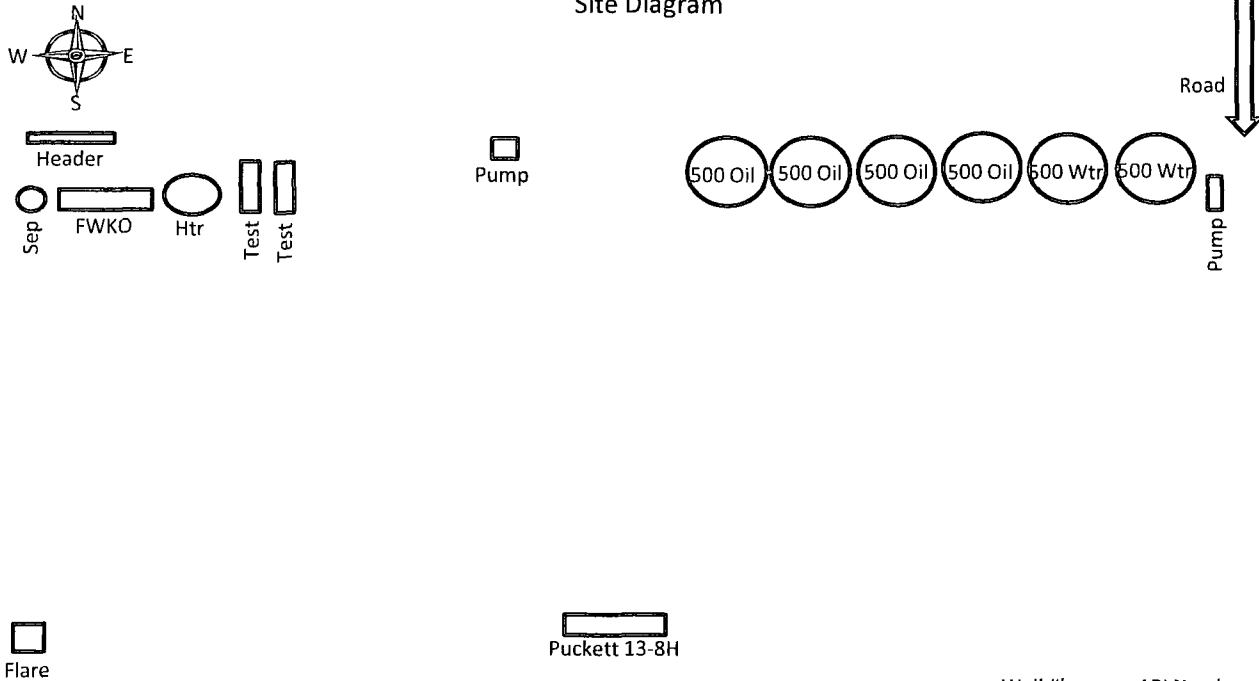 Site Diagram
N
W E
S
Road
Header
Pump
500 Oil 500 Oil 500 Oil 500 Oil 500 Wtr 500 Wtr
Sep
FWKO
Htr
Test
Test
Pump
Puckett 13-8H
Flare